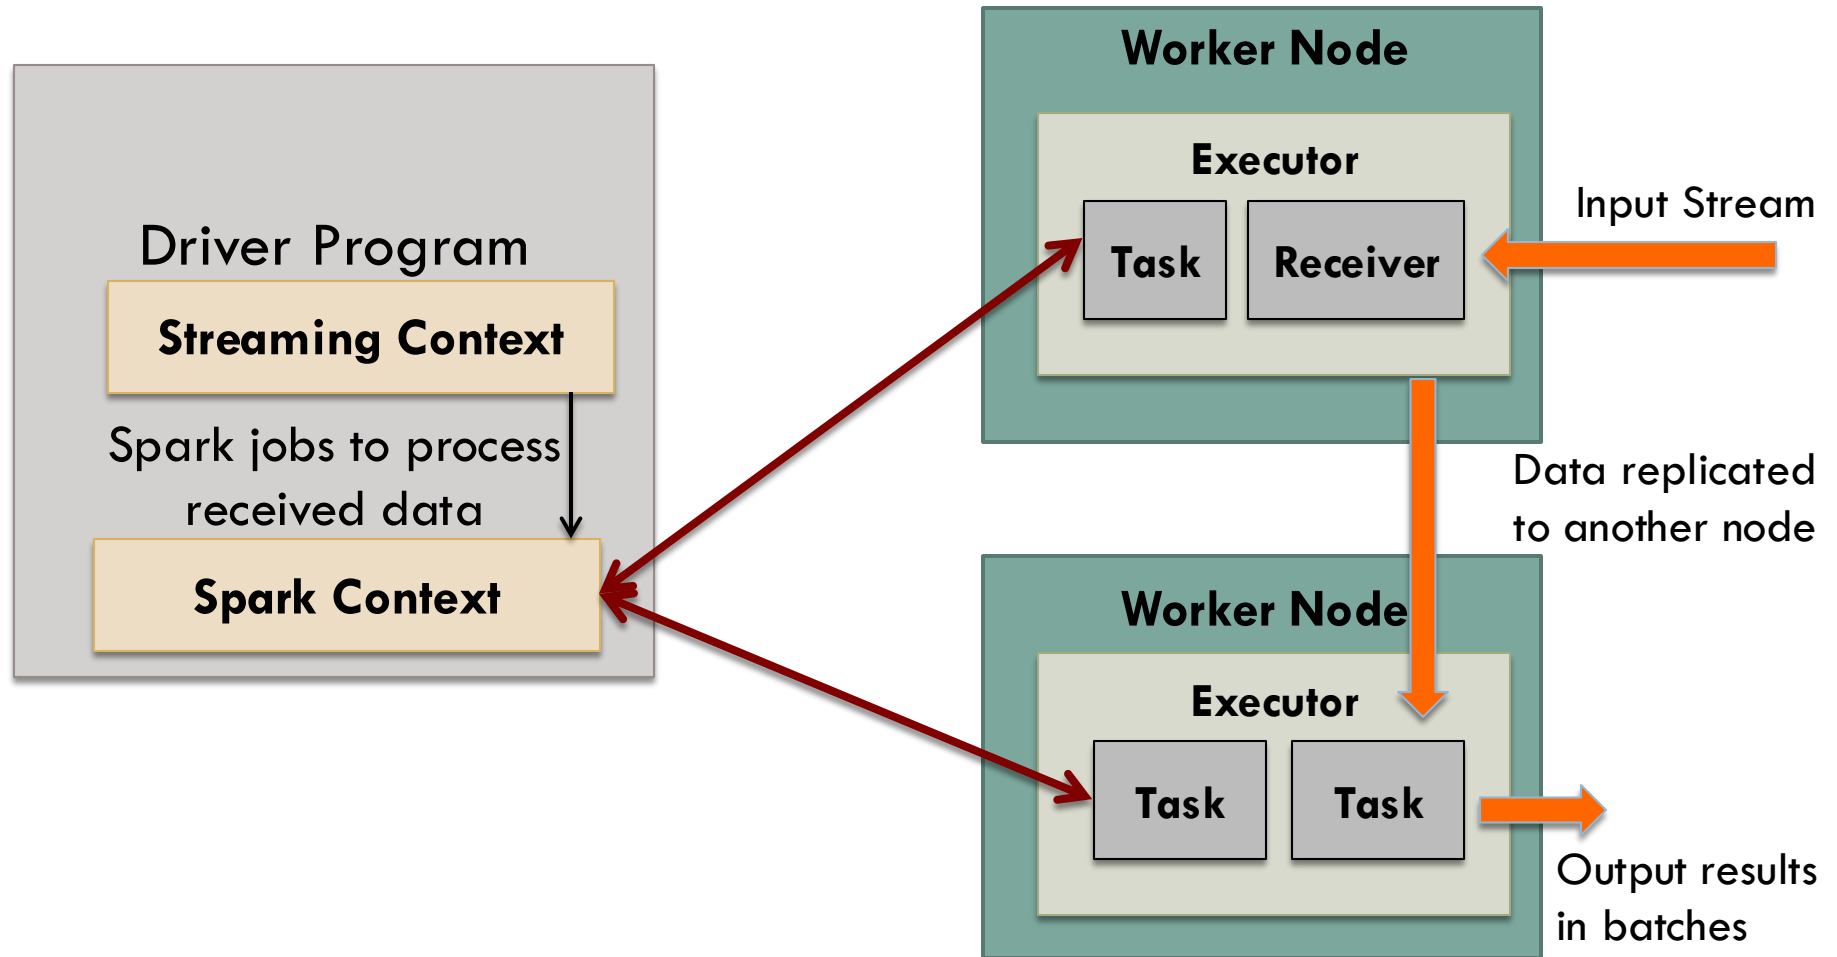 Driver Program
Streaming Context
Spark jobs to process
received data
Spark Context
Worker Node
Executor
Task
Receiver
Input Stream
Data replicated
to another node
Worker Node
Executor
Task
Task
Output results
in batches